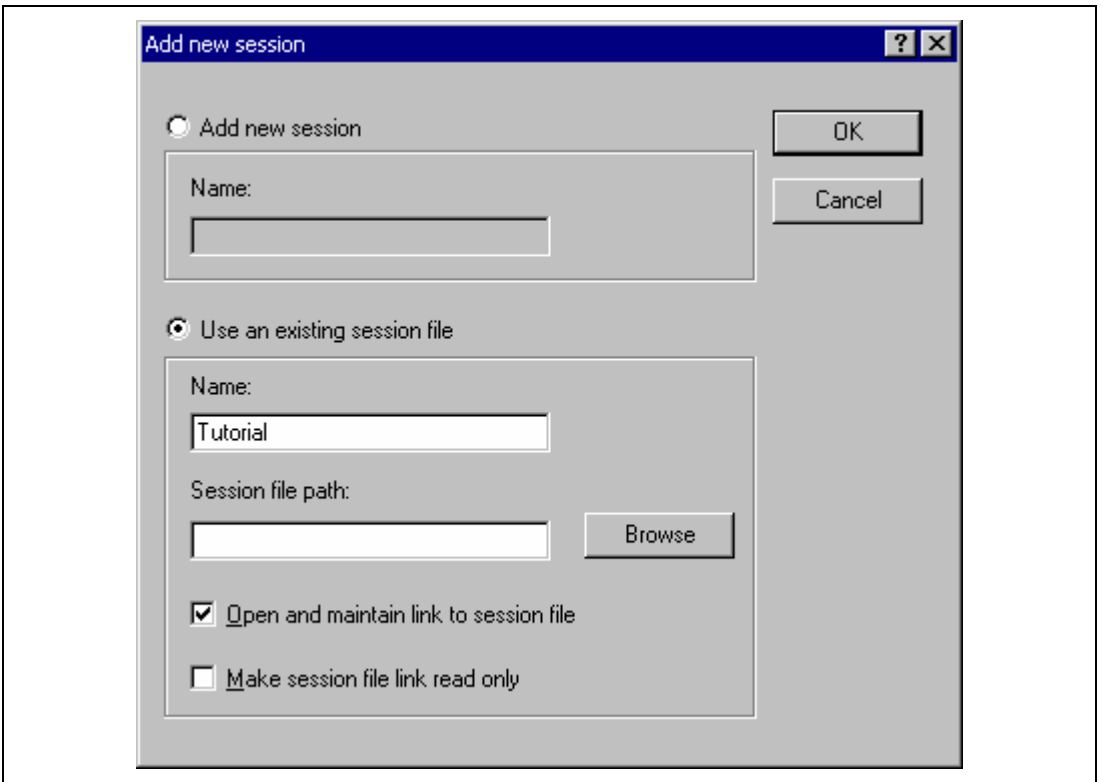 Add new session
Add new session
OK
Name:
Cancel
Use an existing session file
Name:
Tutorial
Session file path:
Browse
Open and maintain link to session file
Make session file link read only